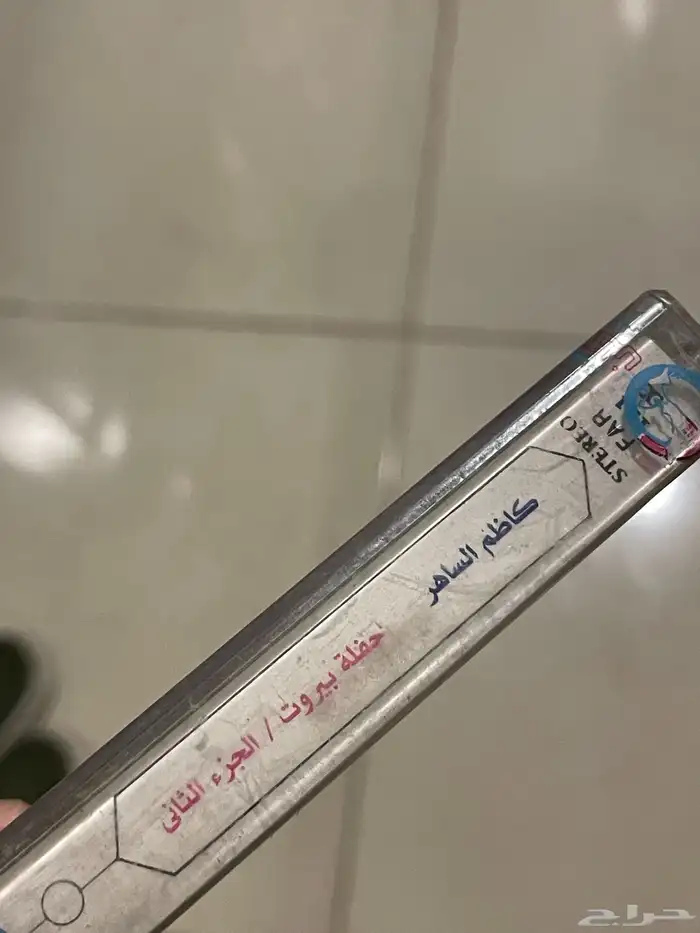 كاظم الساهر
حفلة بيروت / الجزء الثانى
STEREO
FAR
حراج